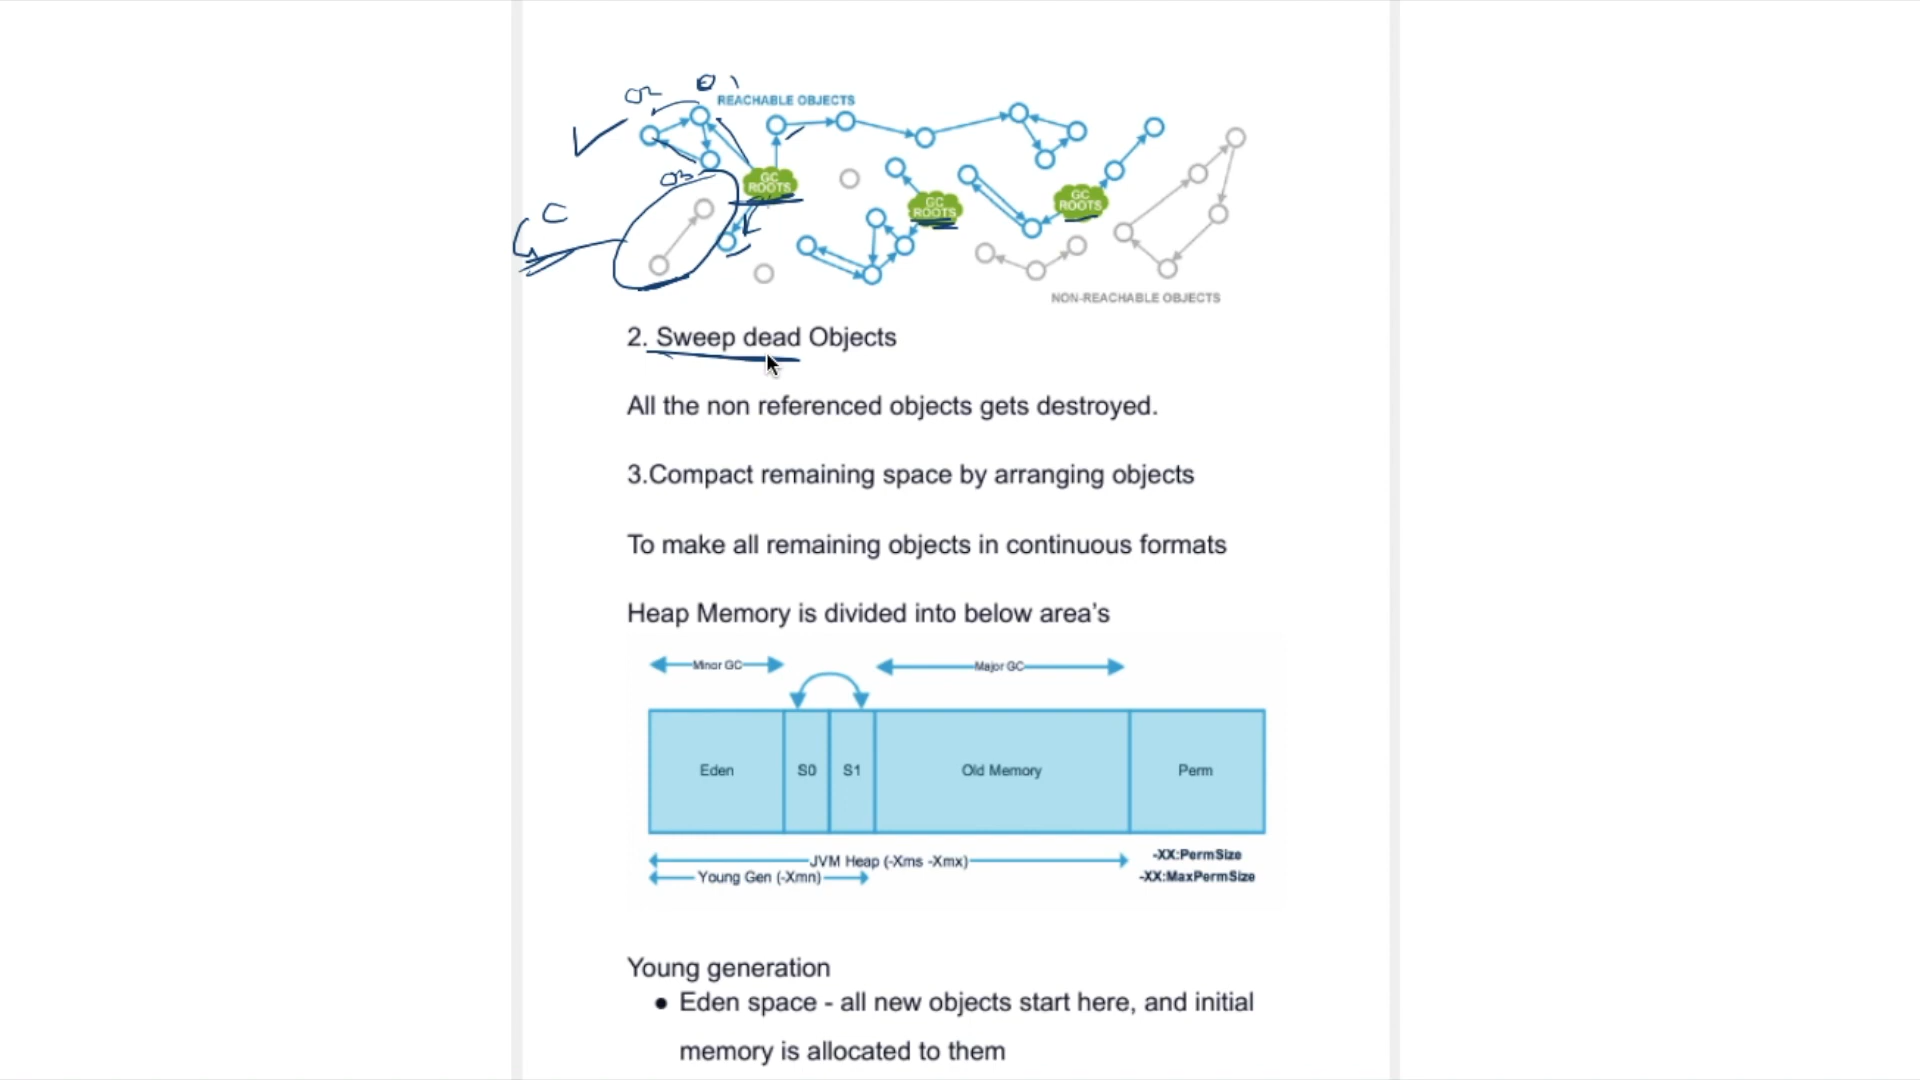 O1
O2
REACHABLE OBJECTS
O3
GC
ROOTS
GC
ROOTS
GC
ROOTS
NON-REACHABLE OBJECTS
2. Sweep dead Objects
All the non referenced objects gets destroyed.
3.Compact remaining space by arranging objects
To make all remaining objects in continuous formats
Heap Memory is divided into below area’s
Minor GC
Major GC
Eden
S0
S1
Old Memory
Perm
JVM Heap (-Xms -Xmx)
Young Gen (-Xmn)
-XX:PermSize
-XX:MaxPermSize
Young generation
● Eden space - all new objects start here, and initial
memory is allocated to them